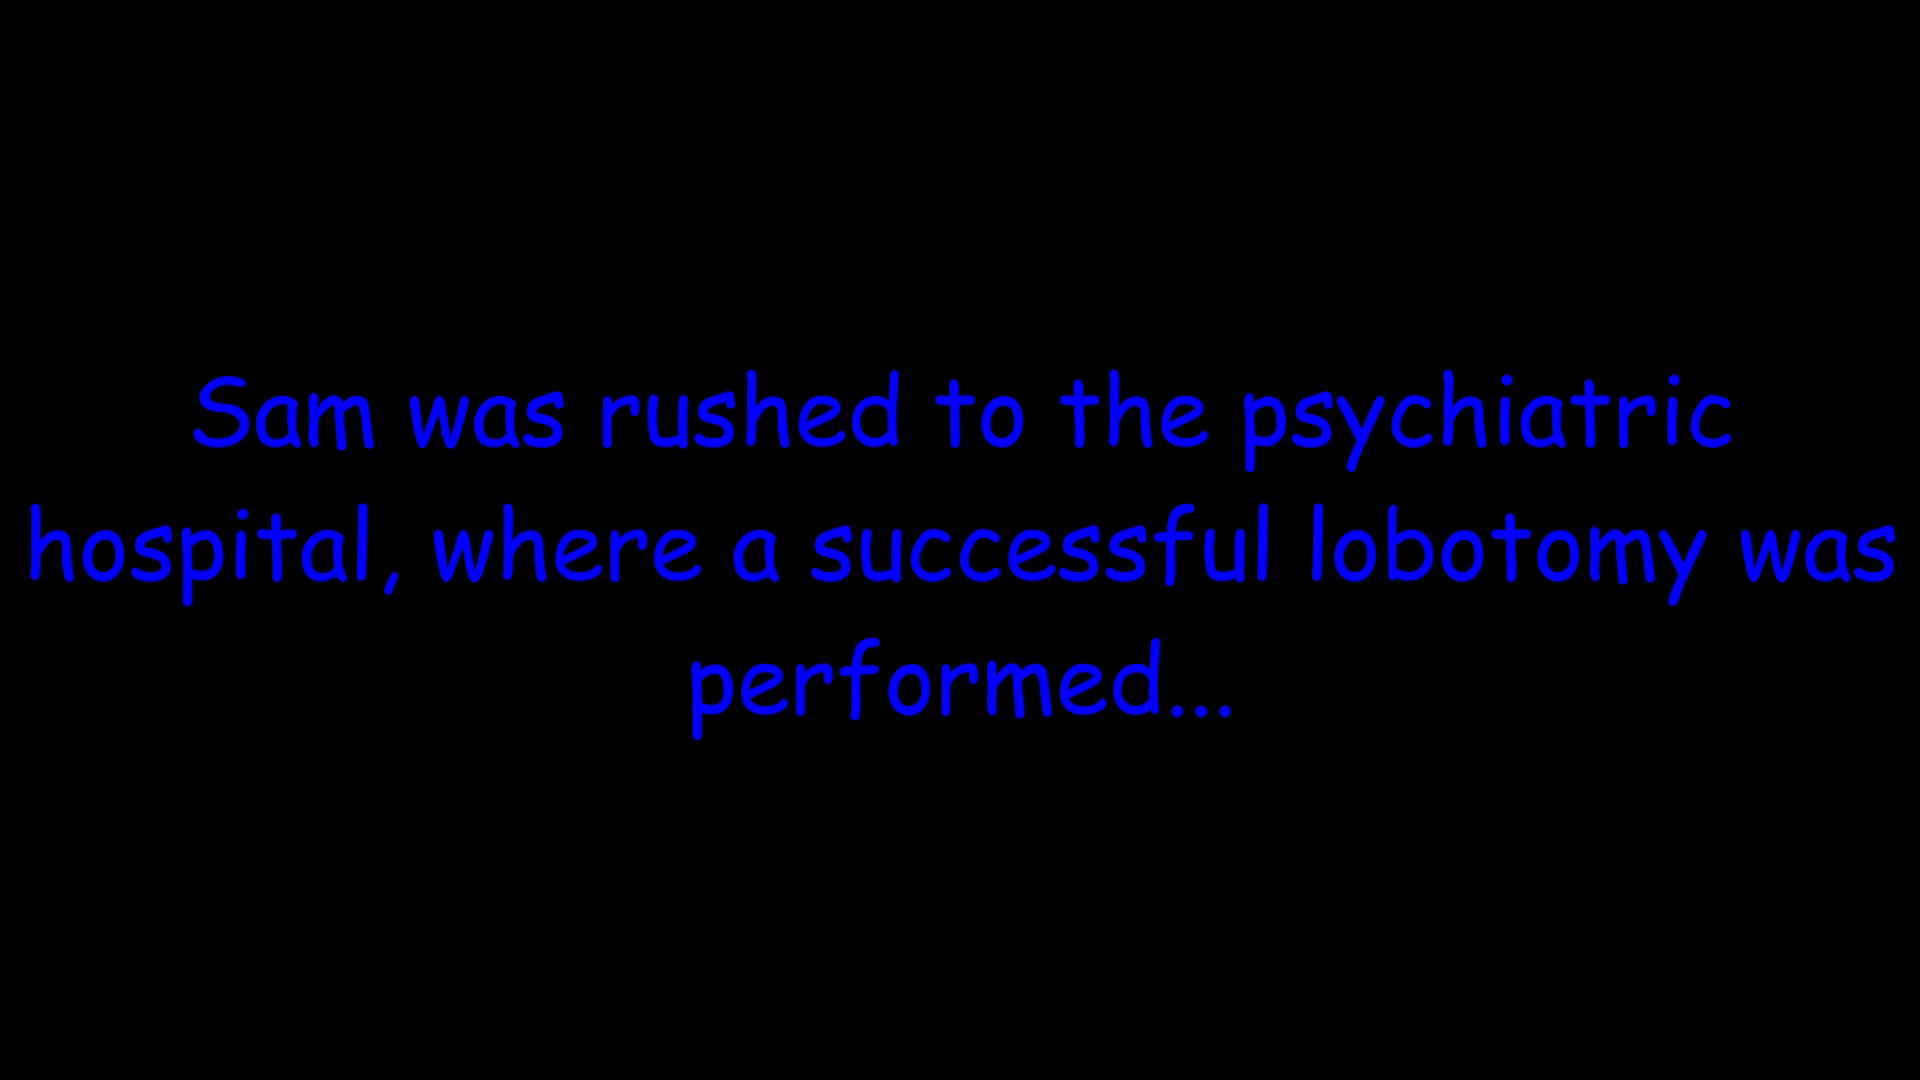 Sam was rushed to the psychiatric
hospital, where a successful lobotomy was
performed...